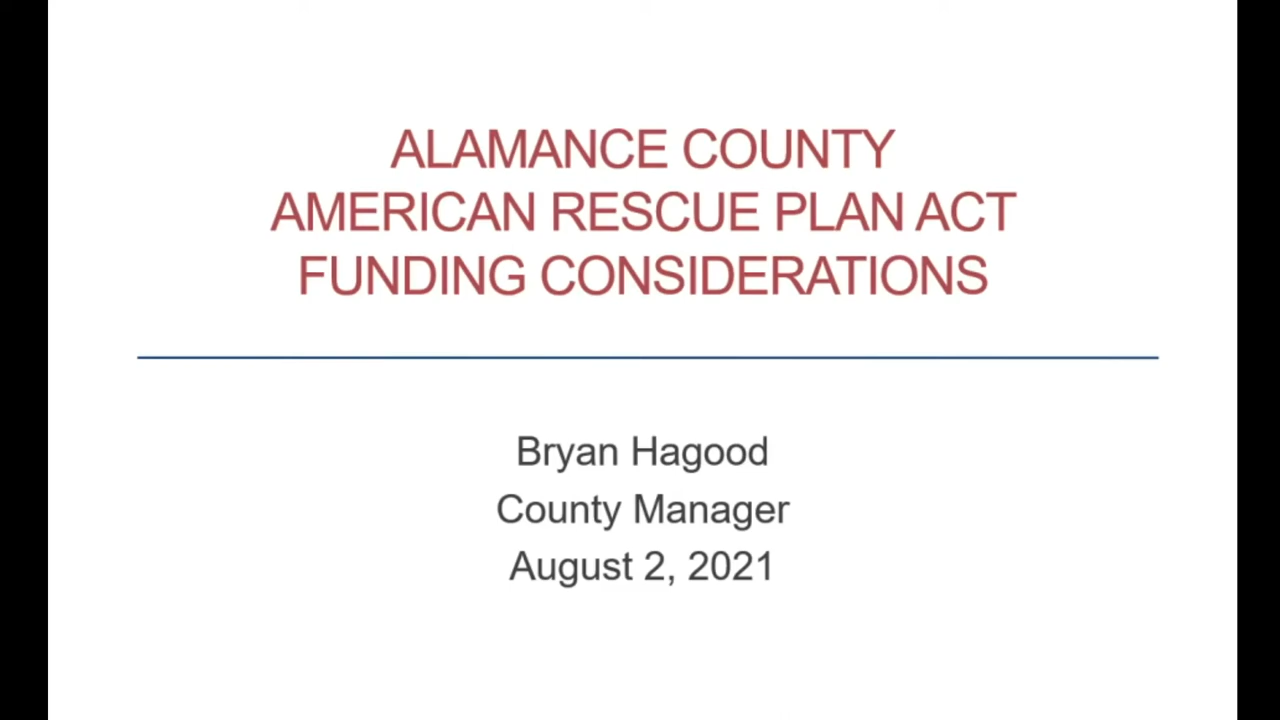 ALAMANCE COUNTY
AMERICAN RESCUE PLAN ACT
FUNDING CONSIDERATIONS
Bryan Hagood
County Manager
August 2, 2021